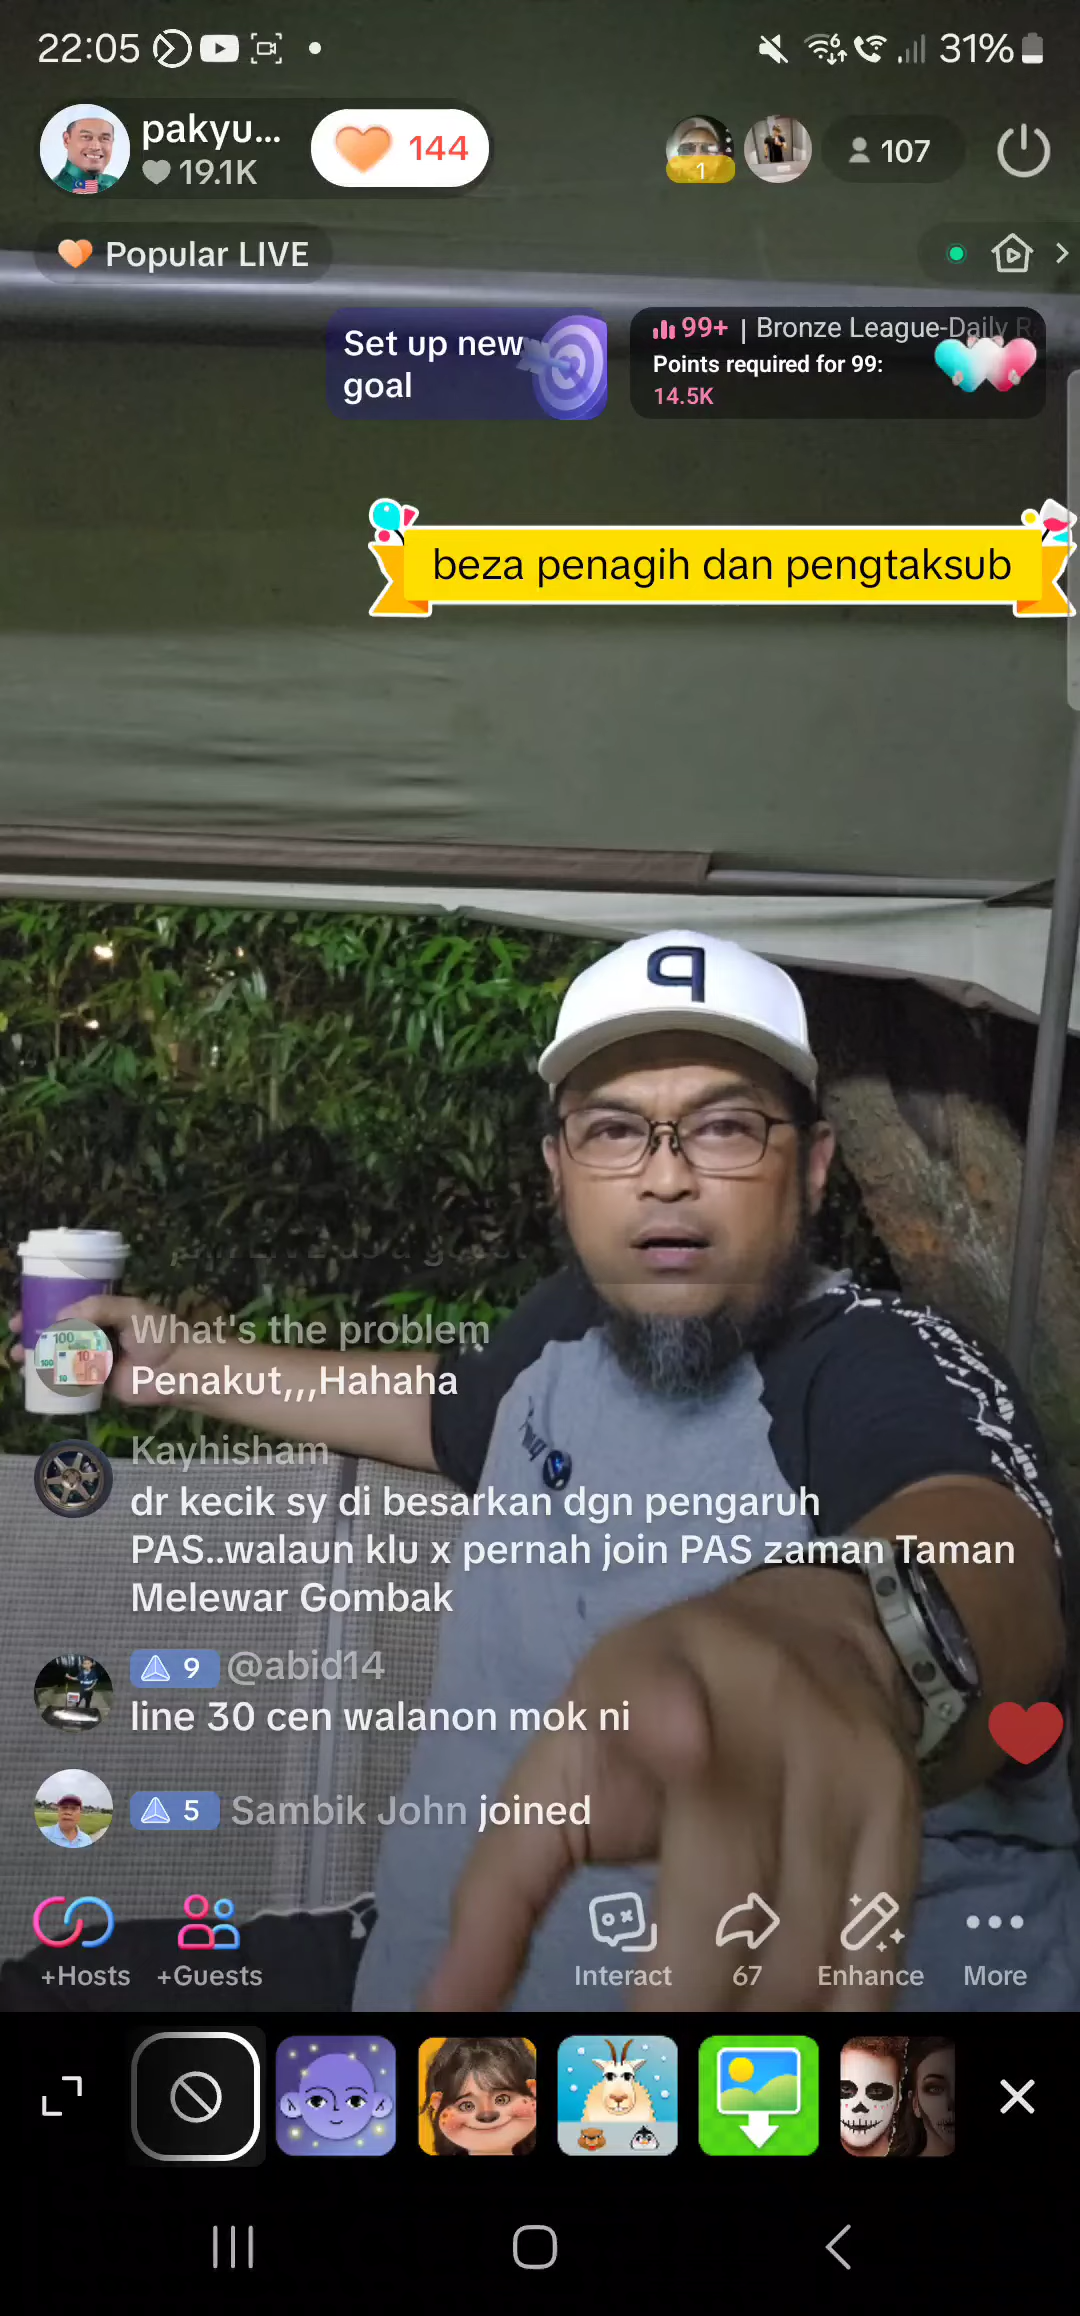 22:05
31%
pakyu...
19.1K
144
1
107
Popular LIVE
Set up new
goal
99+ | Bronze League-Daily R
Points required for 99:
14.5K
beza penagih dan pengtaksub
What's the problem
Penakut,,,Hahaha
Kayhisham
dr kecik sy di besarkan dgn pengaruh
PAS..walaun klu x pernah join PAS zaman Taman
Melewar Gombak
9 @abid14
line 30 cen walanon mok ni
5 Sambik John joined
+Hosts
+Guests
Interact
67
Enhance
More